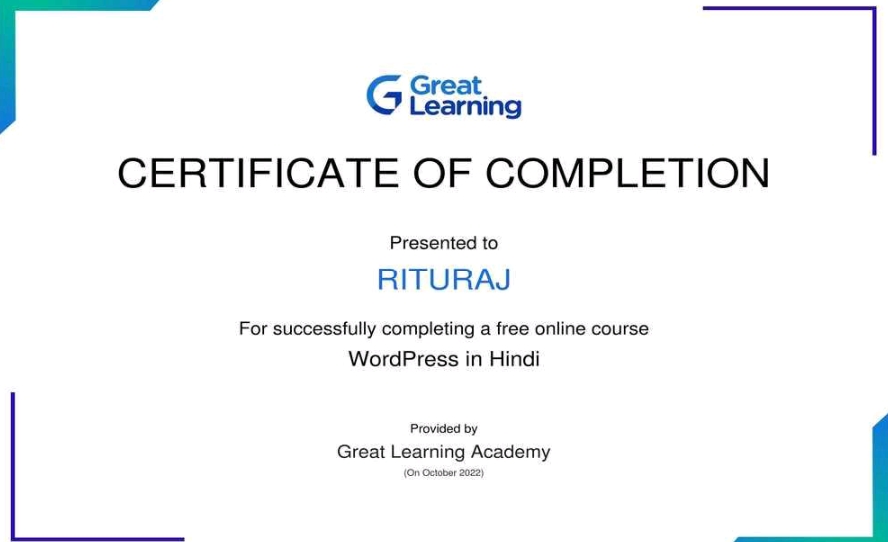 Great
Learning
CERTIFICATE OF COMPLETION
Presented to
RITURAJ
For successfully completing a free online course
WordPress in Hindi
Provided by
Great Learning Academy
(On October 2022)